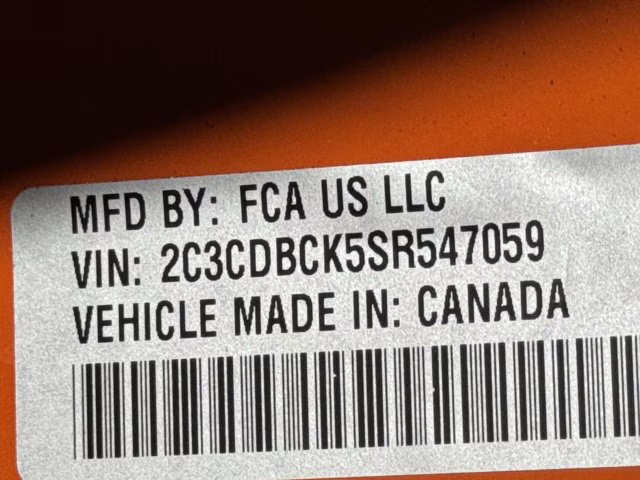 MFD BY: FCA US LLC
VIN: 2C3CDBCK5SR547059
VEHICLE MADE IN: CANADA